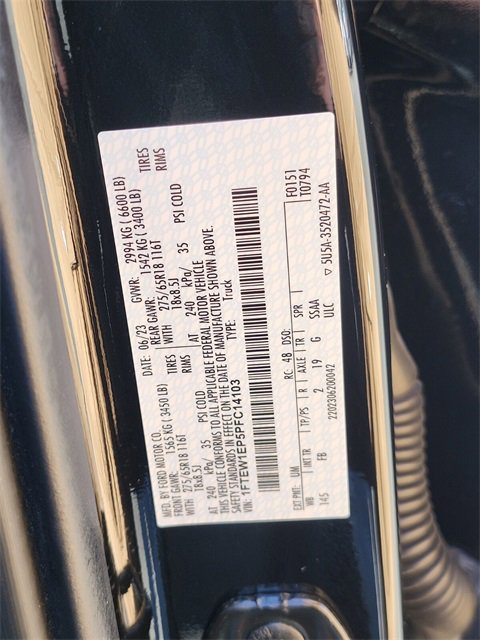 MFD. BY FORD MOTOR CO. DATE: 06/23 GVWR: 2994 KG ( 6600 LB)
FRONT GAWR: 1565 KG ( 3450 LB) REAR GAWR: 1542 KG ( 3400 LB)
WITH 275/65R18 116T TIRES WITH 275/65R18 116T TIRES
18x8.5J RIMS 18x8.5J RIMS
AT 240 kPa/ 35 PSI COLD AT 240 kPa/ 35 PSI COLD
THIS VEHICLE CONFORMS TO ALL APPLICABLE FEDERAL MOTOR VEHICLE
SAFETY STANDARDS IN EFFECT ON THE DATE OF MANUFACTURE SHOWN ABOVE.
VIN: 1FTEW1EP5PFC14103 TYPE: Truck
F0151
T0794
EXT PNT: UM RC: 48 DSO:
WB INT TR TP/PS R AXLE TR SPR
145 FB 2 19 G SSAA
2202306200042 ULC ▽ 5U5A-3520472-AA